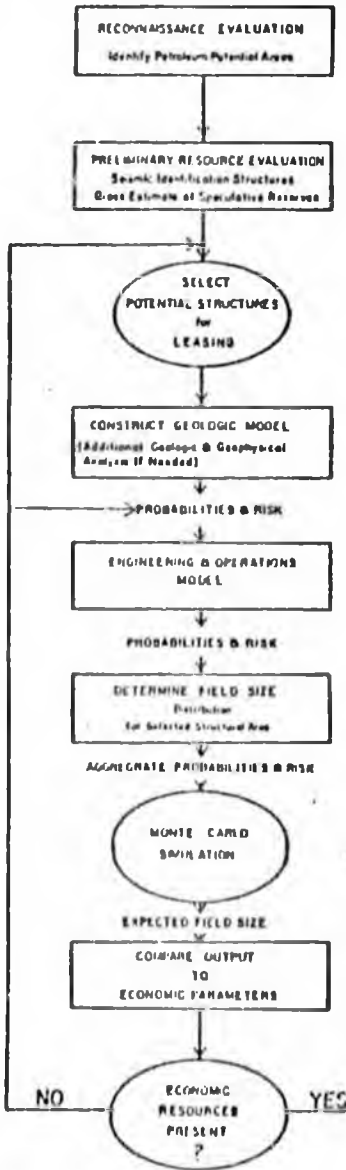 RECONNAISSANCE EVALUATION
Identify Petroleum Potential Areas
PRELIMINARY RESOURCE EVALUATION
Seismic Identification Structures
Gross Estimate of Speculative Reserves
SELECT
POTENTIAL STRUCTURES
for
LEASING
CONSTRUCT GEOLOGIC MODEL
(Additional Geologic & Geophysical
Analysis If Needed)
PROBABILITIES & RISK
ENGINEERING & OPERATIONS
MODEL
PROBABILITIES & RISK
DETERMINE FIELD SIZE
Distribution
for Selected Structural Area
AGGREGRATE PROBABILITIES & RISK
MONTE CARLO
SIMULATION
EXPECTED FIELD SIZE
COMPARE OUTPUT
TO
ECONOMIC PARAMETERS
NO
ECONOMIC
RESOURCES
PRESENT
?
YES